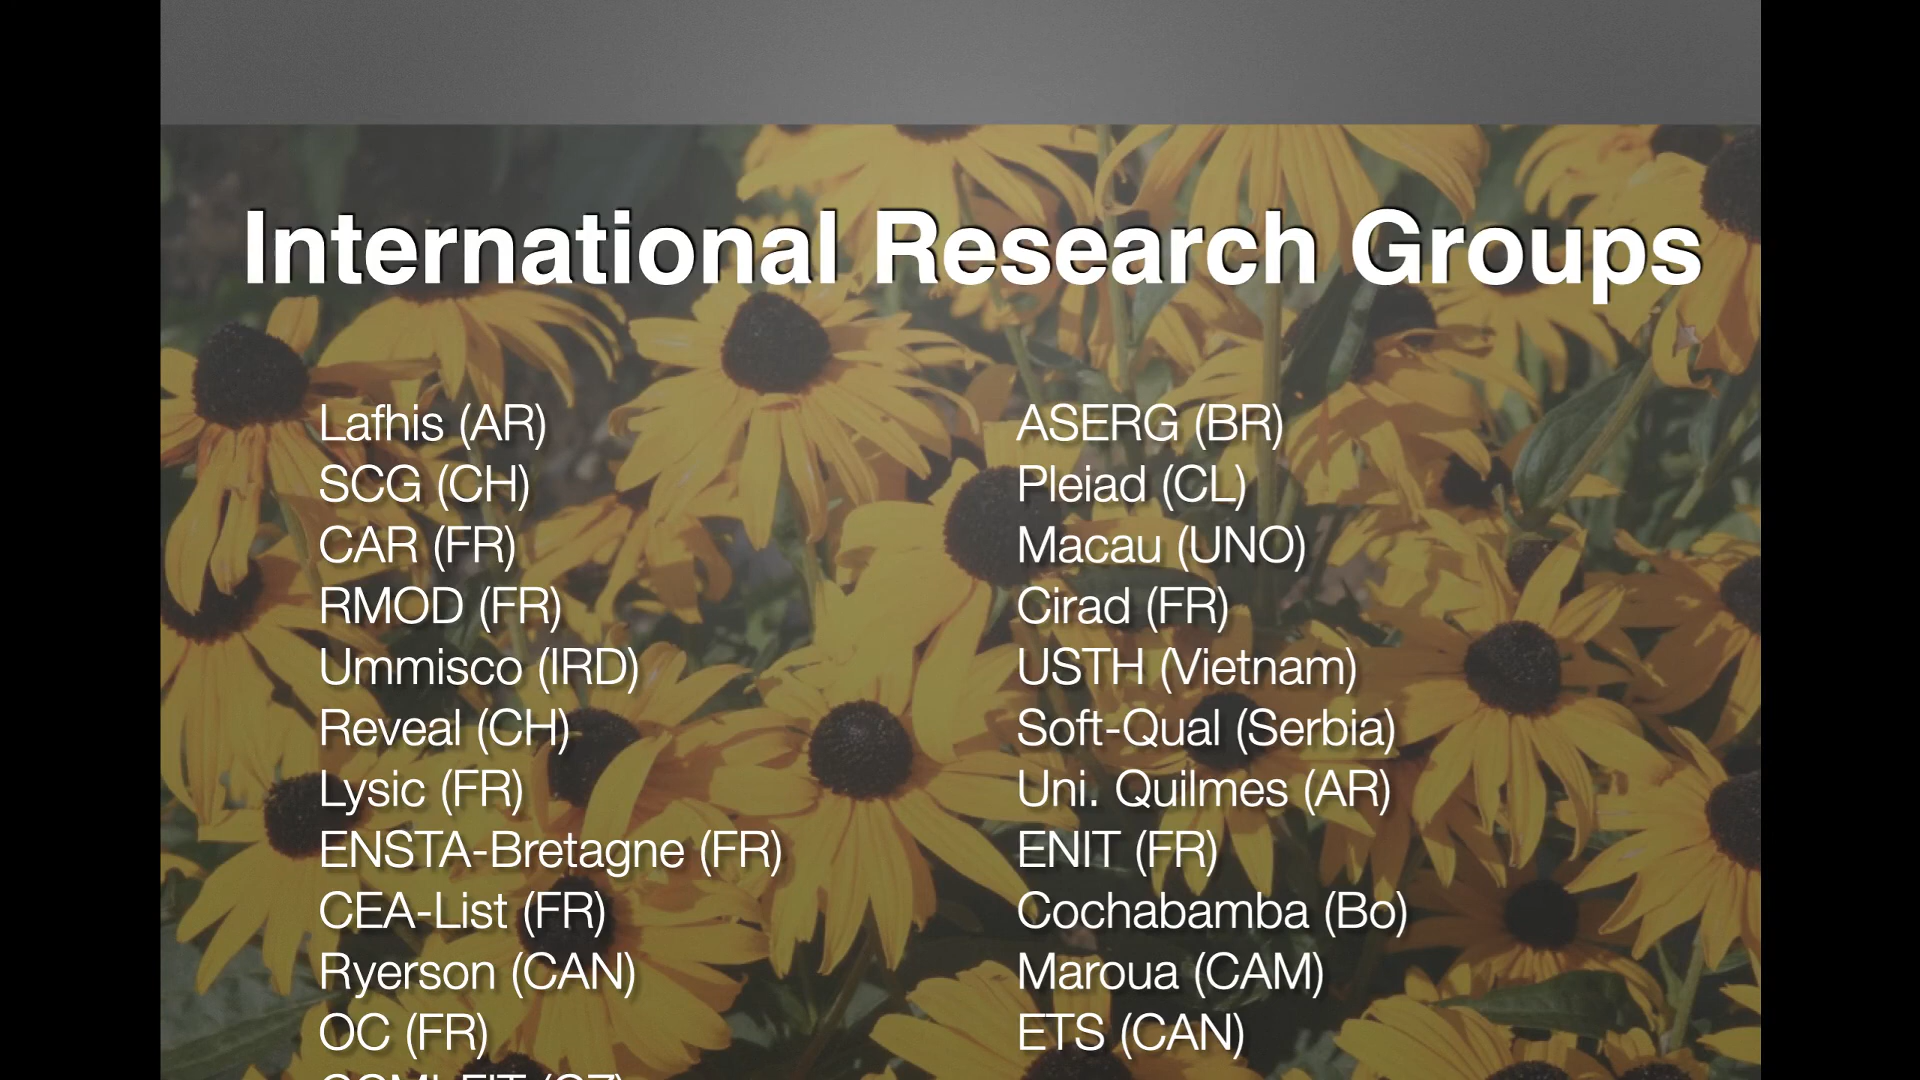 International Research Groups
Lafhis (AR)
SCG (CH)
CAR (FR)
RMOD (FR)
Ummisco (IRD)
Reveal (CH)
Lysic (FR)
ENSTA-Bretagne (FR)
CEA-List (FR)
Ryerson (CAN)
OC (FR)
ASERG (BR)
Pleiad (CL)
Macau (UNO)
Cirad (FR)
USTH (Vietnam)
Soft-Qual (Serbia)
Uni. Quilmes (AR)
ENIT (FR)
Cochabamba (Bo)
Maroua (CAM)
ETS (CAN)